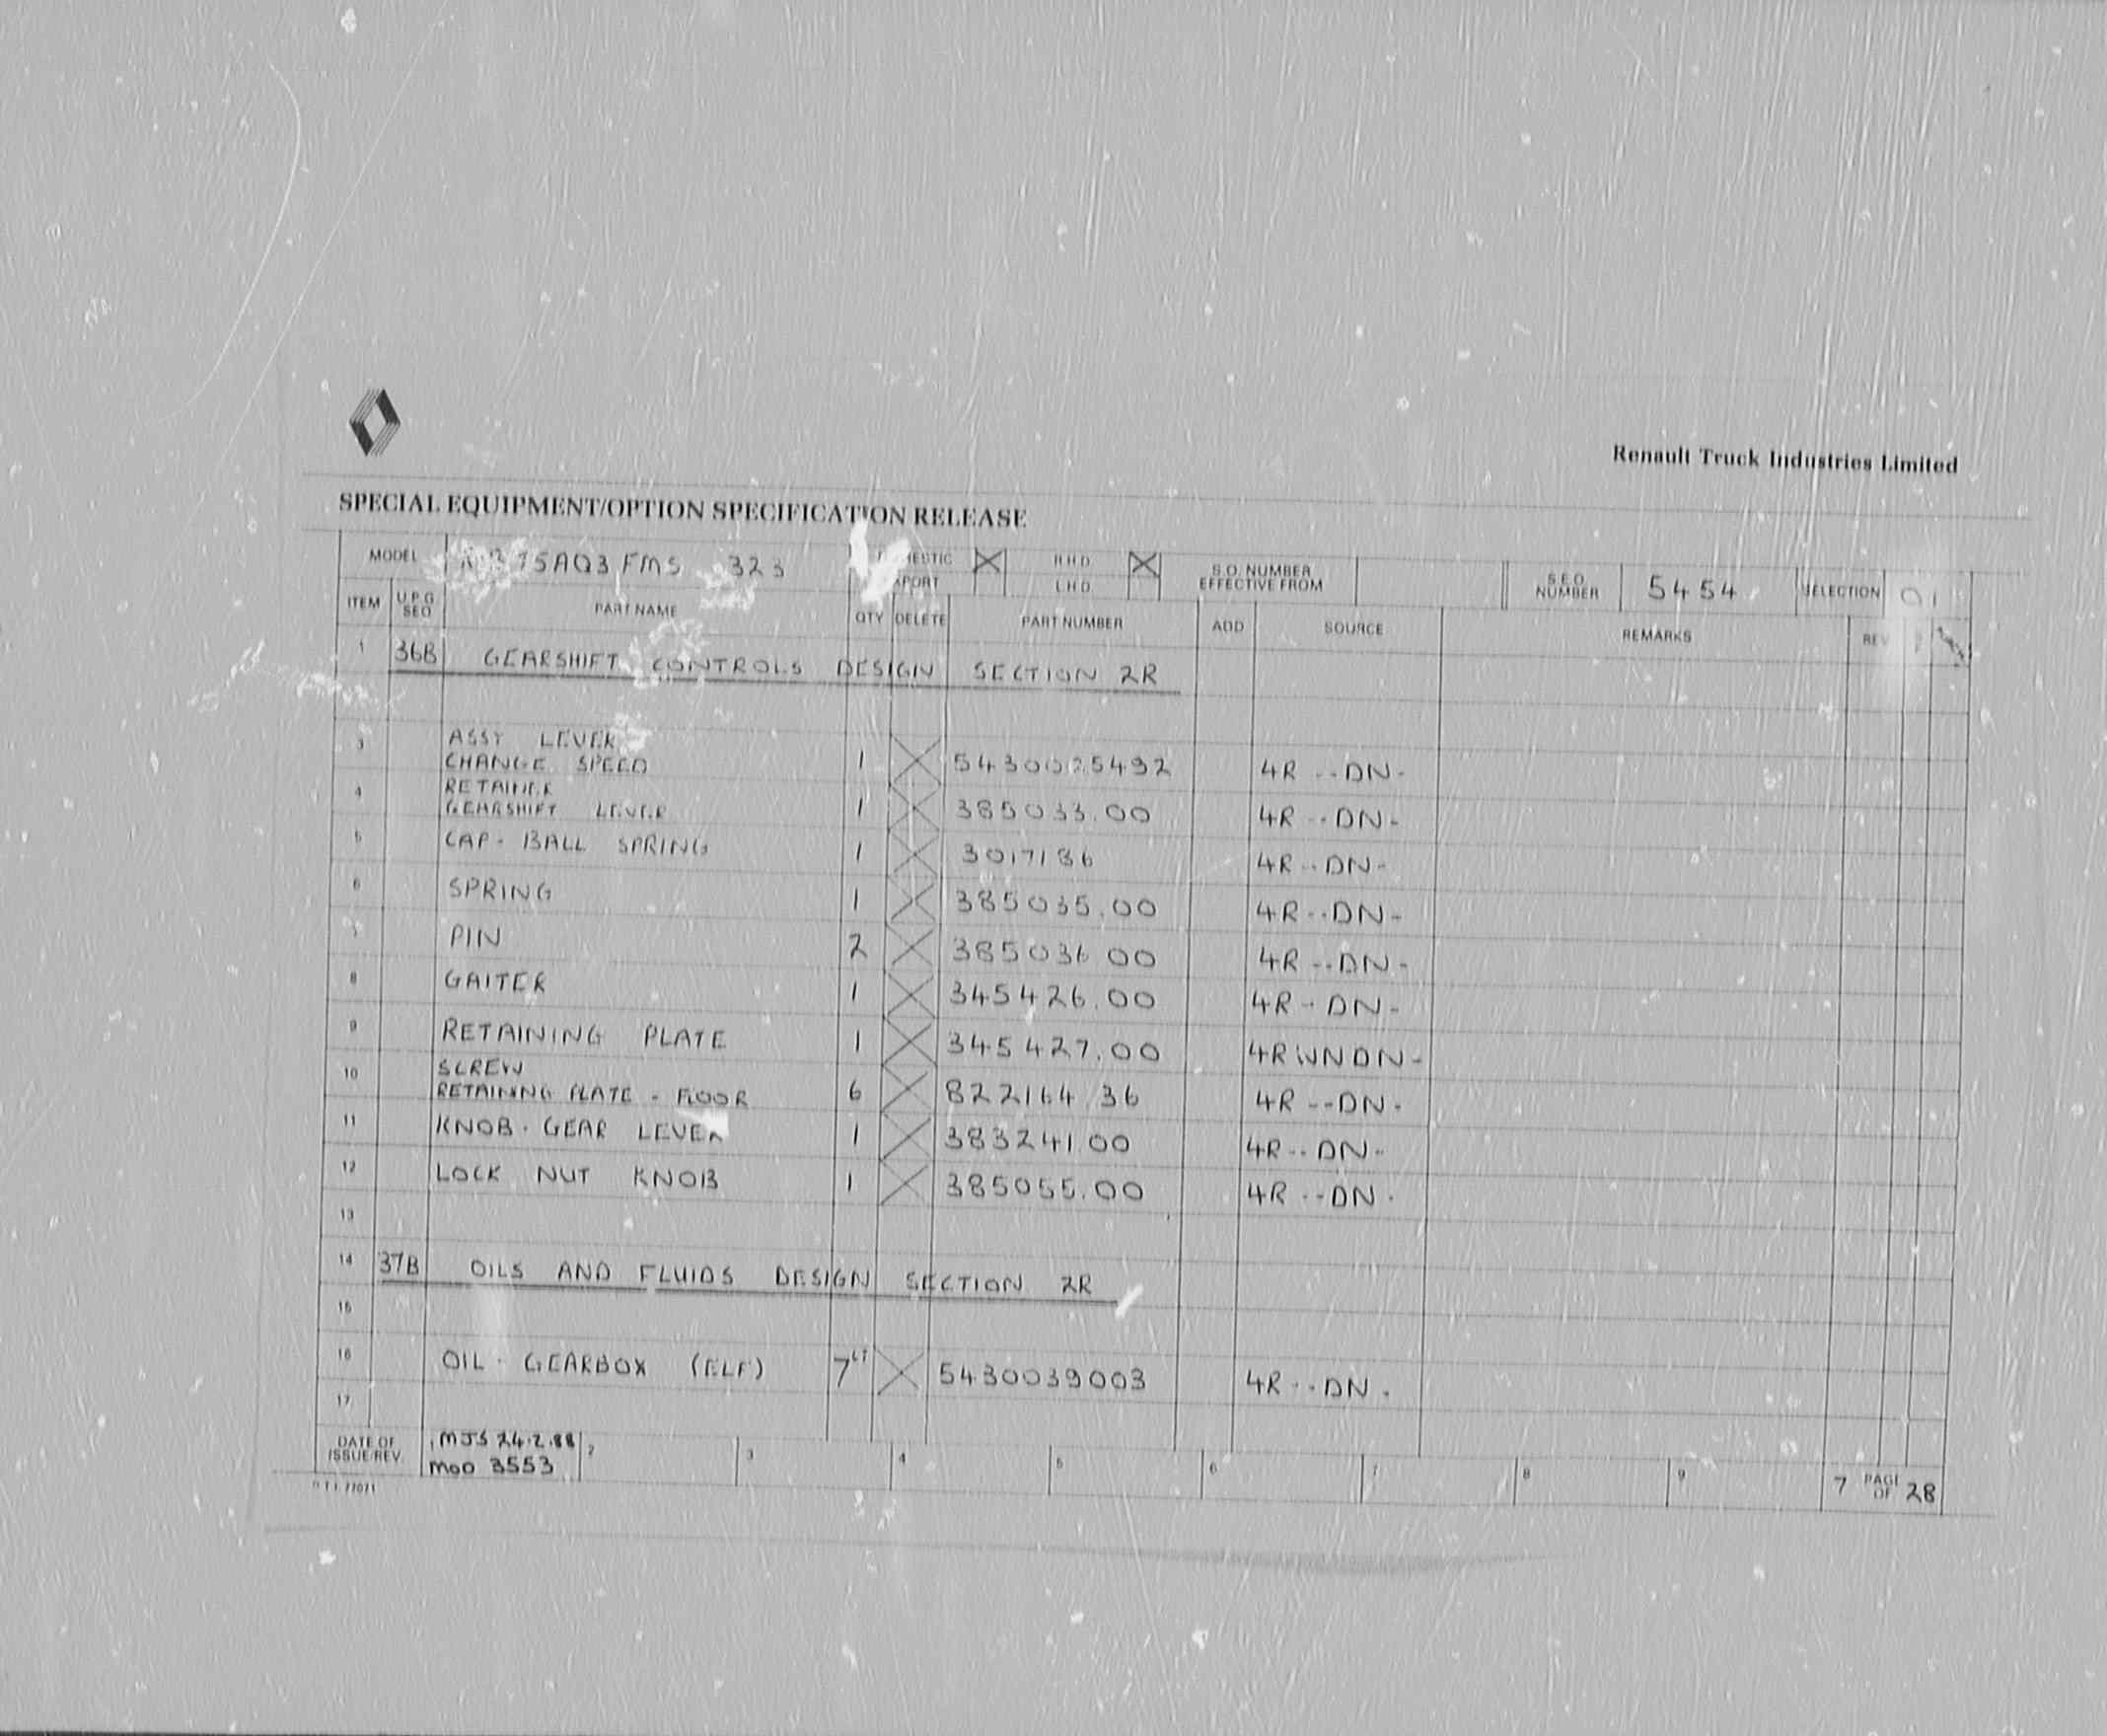 Renault Truck Industries Limited
SPECIAL EQUIPMENT/OPTION SPECIFICATION RELEASE
MODEL 75AQ3 FMS 323 R.H.D. S.O. NUMBER EFFECTIVE FROM S.E.O. NUMBER 5454 SELECTION 01
L.H.D.
ITEM U.P.G SEQ PART NAME QTY DELETE PART NUMBER ADD SOURCE REMARKS REV
1 36B GEARSHIFT CONTROLS DESIGN SECTION 2R
3 ASSY LEVER
CHANGE SPEED 1 5430025492 4R --DN-
4 RETAINER
GEARSHIFT LEVER 1 385033.00 4R --DN-
5 CAP - BALL SPRING 1 3017186 4R --DN-
6 SPRING 1 385035.00 4R --DN-
7 PIN 2 385036 00 4R --DN-
8 GAITER 1 345426.00 4R -- DN-
9 RETAINING PLATE 1 345427.00 4R WNDN-
10 SCREW
RETAINING PLATE - FLOOR 6 822164 36 4R --DN-
11 KNOB - GEAR LEVER 1 383241.00 4R -- DN-
12 LOCK NUT KNOB 1 385055.00 4R --DN-
13
14 37B OILS AND FLUIDS DESIGN SECTION 2R
15
16 OIL - GEARBOX (ELF) 7 LT 5430039003 4R --DN-
17
DATE OF ISSUE/REV. 1 MJS 24.2.88 2 3 4 5 6 7 8 9 7 PAGE OF 28
MOD 3553